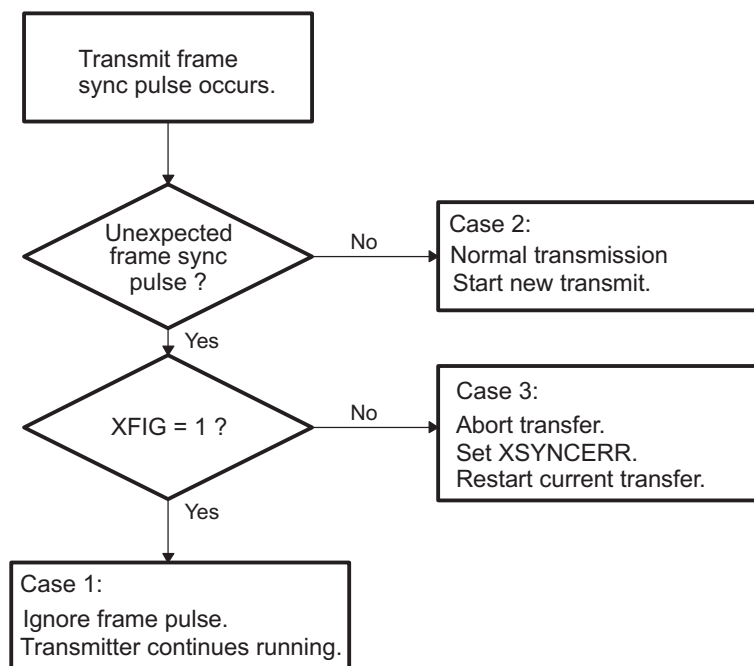 Transmit frame
sync pulse occurs.
Unexpected
frame sync
pulse ?
No
Case 2:
Normal transmission
Start new transmit.
Yes
XFIG = 1 ?
No
Case 3:
Abort transfer.
Set XSYNCERR.
Restart current transfer.
Yes
Case 1:
Ignore frame pulse.
Transmitter continues running.